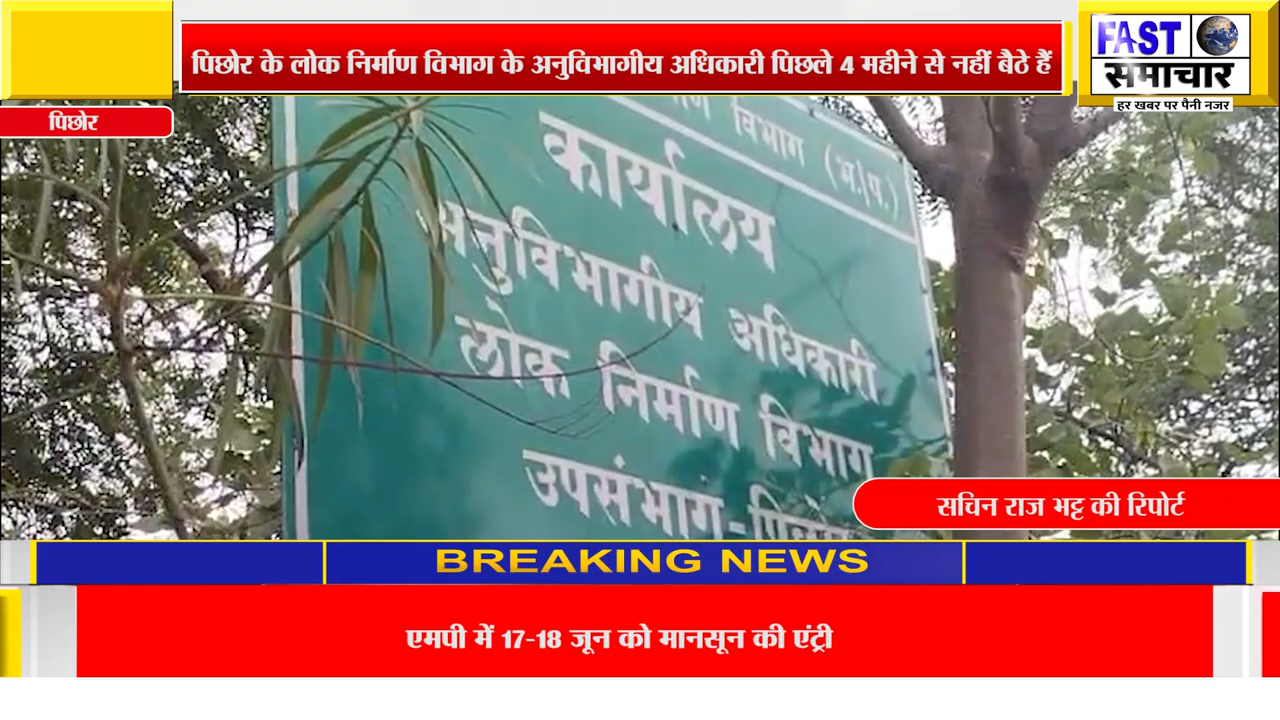 पिछोर के लोक निर्माण विभाग के अनुविभागीय अधिकारी पिछले 4 महीने से नहीं बैठे हैं
FAST
समाचार
हर खबर पर पैनी नजर
पिछोर
विभाग (भ./प.)
कार्यालय
अनुविभागीय अधिकारी
लोक निर्माण विभाग
उपसंभाग-
सचिन राज भट्ट की रिपोर्ट
BREAKING NEWS
एमपी में 17-18 जून को मानसून की एंट्री